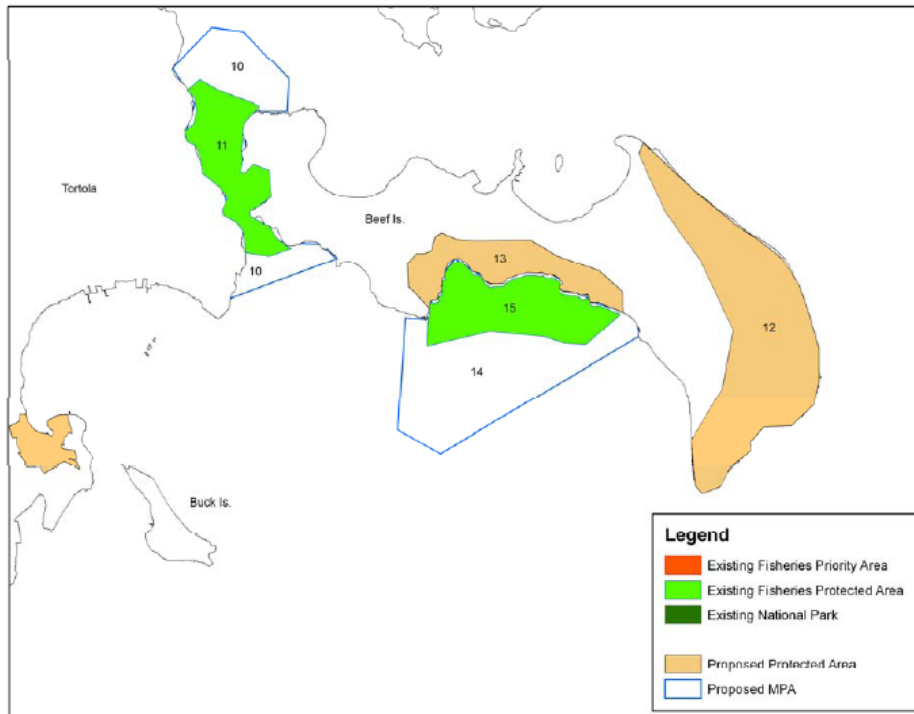 10
11
Tortola
Beef Is.
10
13
15
12
14
Buck Is.
Legend
Existing Fisheries Priority Area
Existing Fisheries Protected Area
Existing National Park
Proposed Protected Area
Proposed MPA